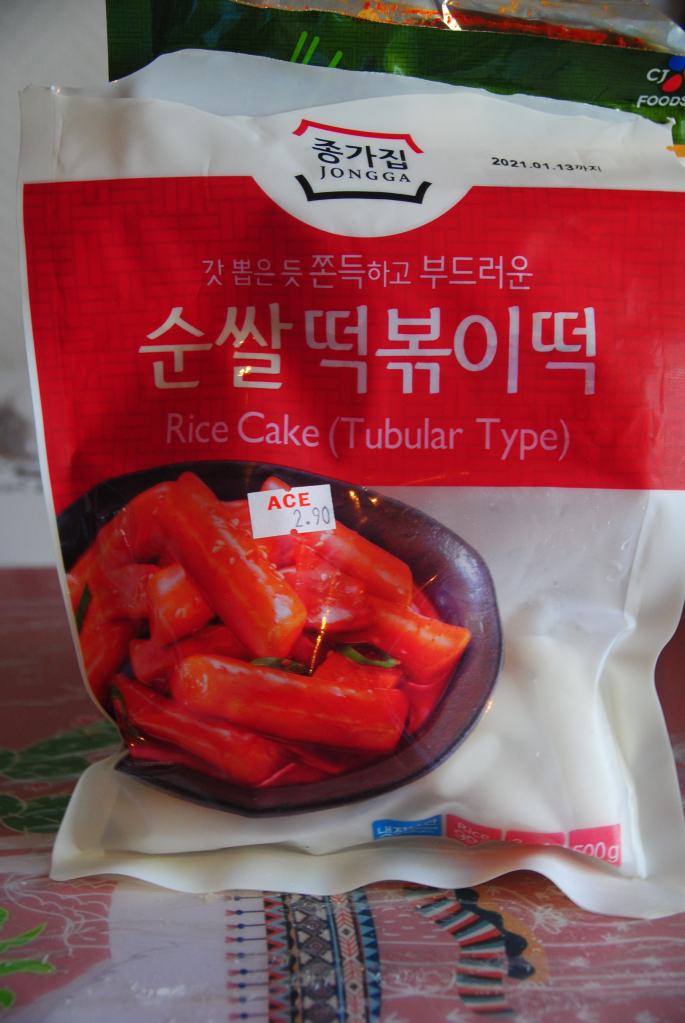 CJ
FOODS
종가집
JONGGA
2021.01.13까지
갓 뽑은 듯 쫀득하고 부드러운
순쌀 떡볶이떡
Rice Cake (Tubular Type)
ACE
2.90
Rice
500g